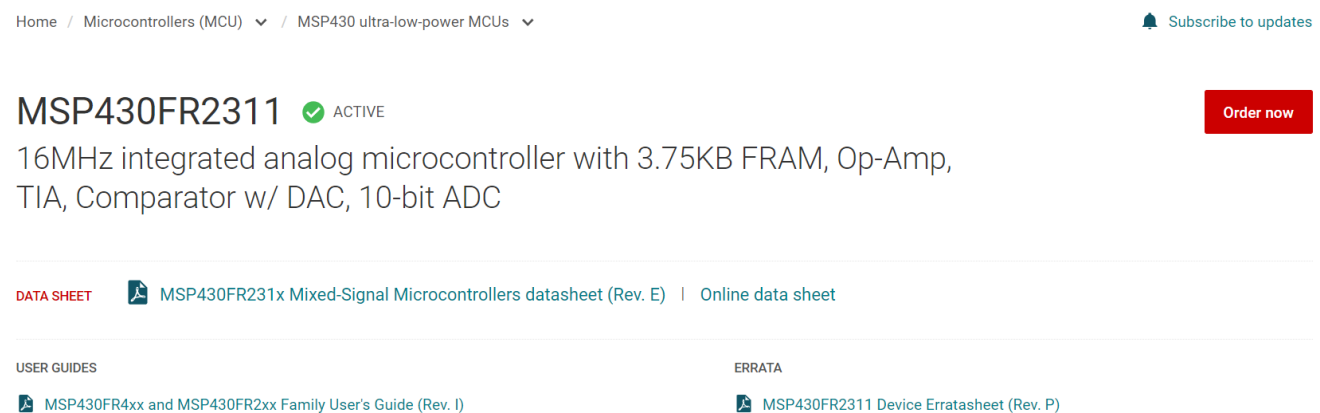 Home / Microcontrollers (MCU) / MSP430 ultra-low-power MCUs
Subscribe to updates
MSP430FR2311 ACTIVE
Order now
16MHz integrated analog microcontroller with 3.75KB FRAM, Op-Amp,
TIA, Comparator w/ DAC, 10-bit ADC
DATA SHEET MSP430FR231x Mixed-Signal Microcontrollers datasheet (Rev. E) | Online data sheet
USER GUIDES
MSP430FR4xx and MSP430FR2xx Family User's Guide (Rev. I)
ERRATA
MSP430FR2311 Device Erratasheet (Rev. P)